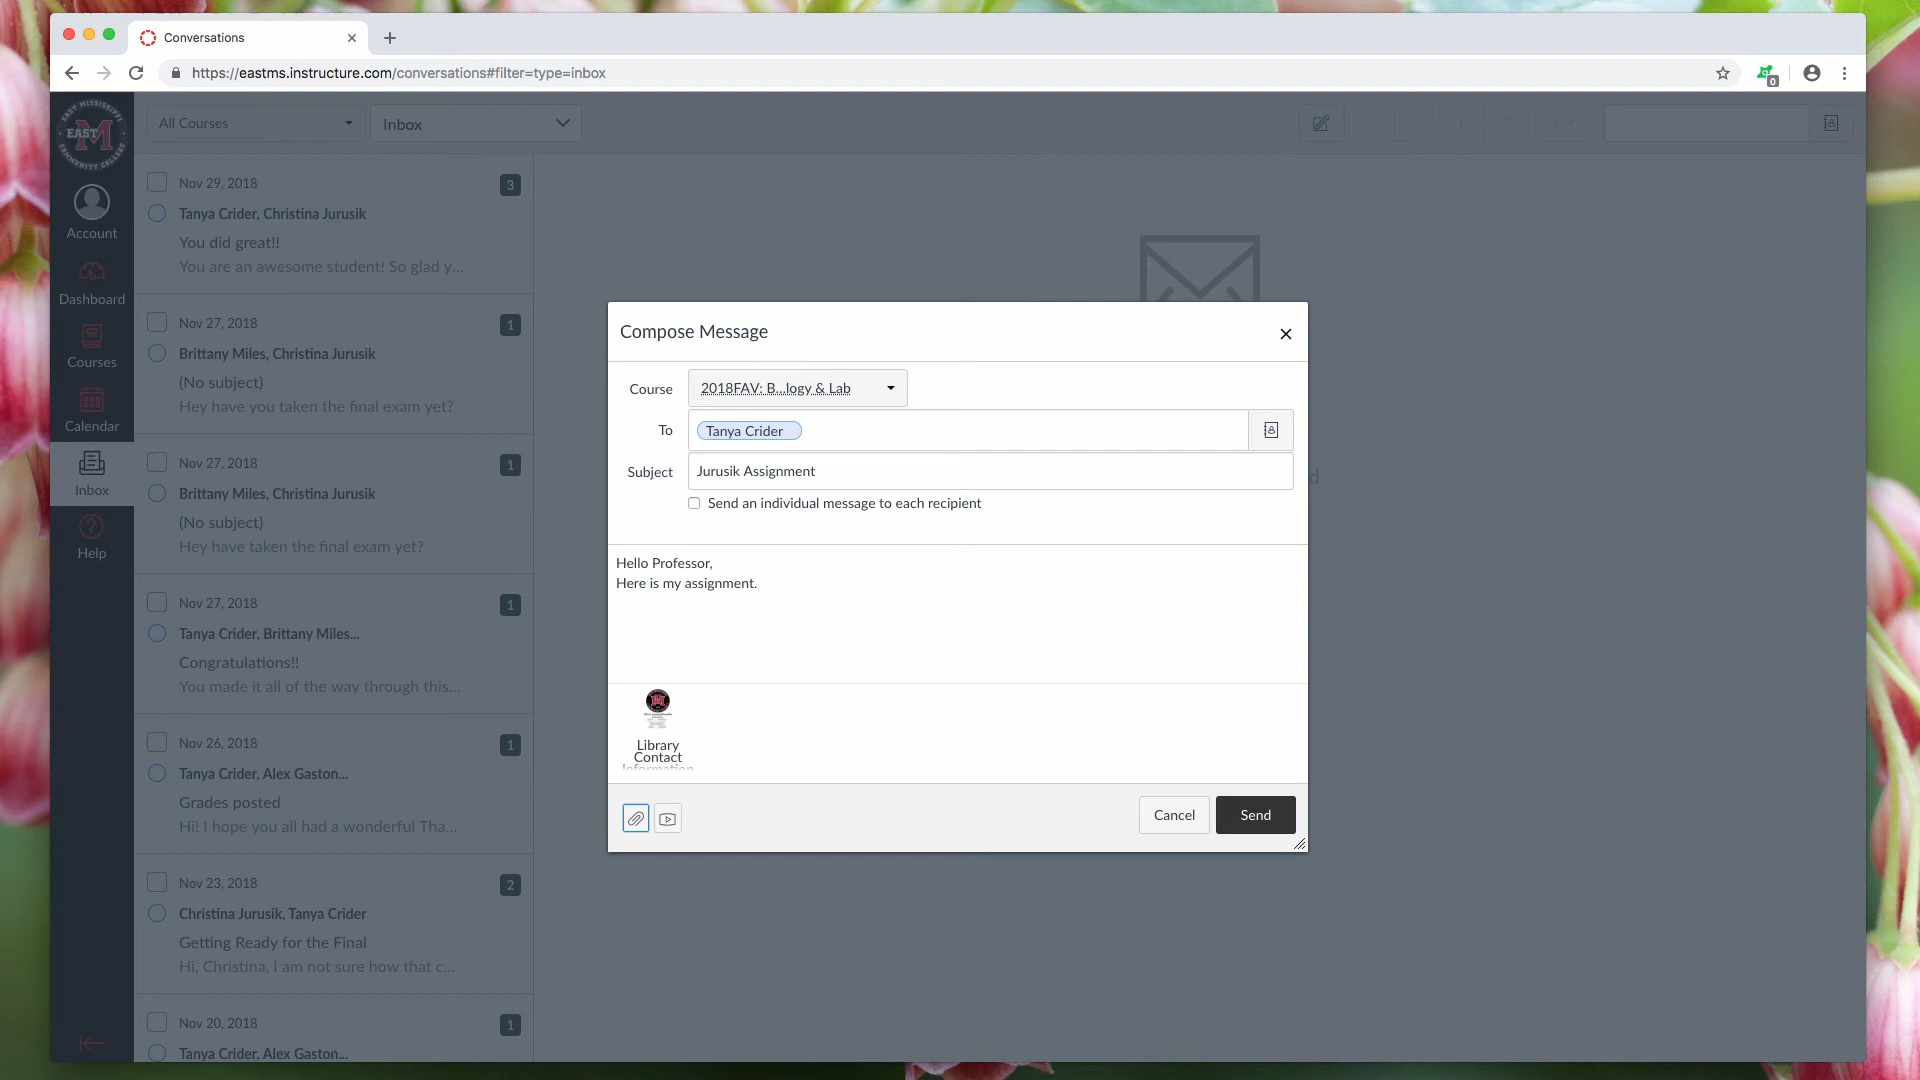 Conversations
https://eastms.instructure.com/conversations#filter=type=inbox
0
EAST MISSISSIPPI
EAST M
COMMUNITY COLLEGE
Account
Dashboard
Courses
Calendar
Inbox
Help
All Courses
Inbox
Nov 29, 2018
3
Tanya Crider, Christina Jurusik
You did great!!
You are an awesome student! So glad y...
Nov 27, 2018
1
Brittany Miles, Christina Jurusik
(No subject)
Hey have you taken the final exam yet?
Nov 27, 2018
1
Brittany Miles, Christina Jurusik
(No subject)
Hey have taken the final exam yet?
Nov 27, 2018
1
Tanya Crider, Brittany Miles...
Congratulations!!
You made it all of the way through this...
Nov 26, 2018
1
Tanya Crider, Alex Gaston...
Grades posted
Hi! I hope you all had a wonderful Tha...
Nov 23, 2018
2
Christina Jurusik, Tanya Crider
Getting Ready for the Final
Hi, Christina, I am not sure how that c...
Nov 20, 2018
1
Tanya Crider, Alex Gaston...
Compose Message
Course
2018FAV: B...logy & Lab
To
Tanya Crider
Subject
Jurusik Assignment
Send an individual message to each recipient
Hello Professor,
Here is my assignment.
Library
Contact
Information
Cancel
Send